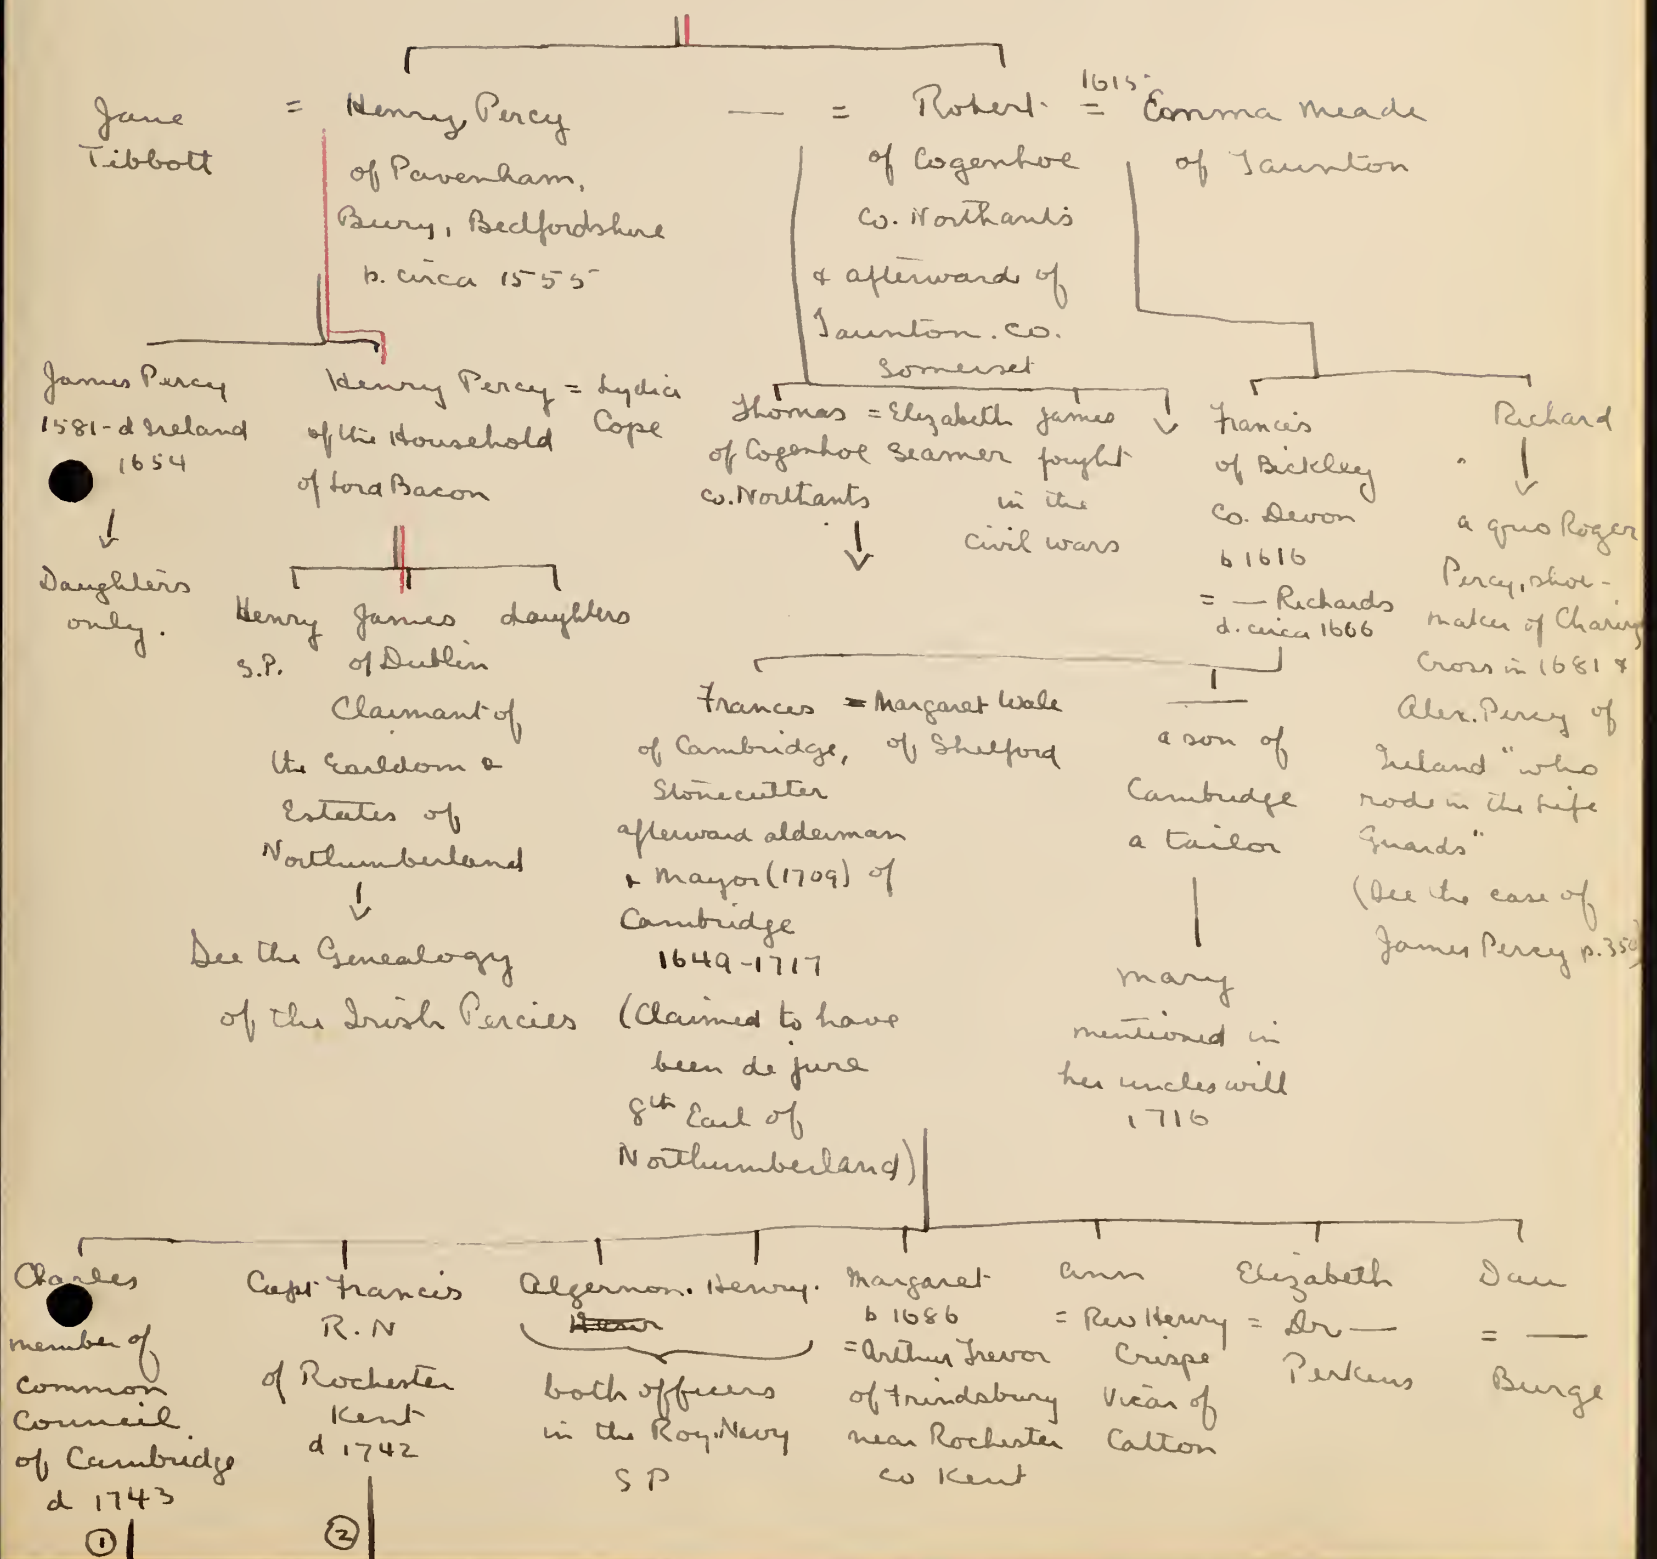 Jane
Tibbott
=
Henry Percy
of Pavenham,
Bury, Bedfordshire
b. circa 1555
— =
Robert
of Cogenhoe
Co. Northants
& afterward of
Taunton. co.
Somerset
1615
=
Emma Meade
of Taunton
James Percy
1581 - d Ireland
1654
Daughters
only.
Henry Percy = Lydia
of the Household Cope
of Lord Bacon
Thomas = Elizabeth
of Cogenhoe Seamer
co. Northants
James
fought
in the
civil wars
Francis
of Bickley
Co. Devon
b 1616
= — Richards
d. circa 1666
Richard
a quo Roger
Percy, shoe-
maker of Charing
Cross in 1681 &
Alex. Percy of
Ireland "who
rode in the Life
Guards"
(See the case of
James Percy p.
Henry
S.P.
James
of Dublin
Claimant of
the Earldom &
Estates of
Northumberland
See the Genealogy
of the Irish Percies
daughters
Frances = Margaret Wale
of Cambridge, of Shelford
Stonecutter
afterward alderman
& Mayor (1709) of
Cambridge
1649-1717
(Claimed to have
been de jure
8th Earl of
Northumberland)
—
a son of
Cambridge
a tailor
Mary
mentioned in
her uncles will
1716
Charles
member of
Common
Council
of Cambridge
d 1743
①
Capt Francis
R.N
of Rochester
Kent
d 1742
②
Algernon. Henry.
both officers
in the Roy. Navy
S P
Margaret
b 1686
= Arthur Trevor
of Frindsbury
near Rochester
co Kent
Ann
= Rev Henry
Crispe
Vicar of
Catton
Elizabeth
= Dr —
Perkins
Dau
= —
Burge